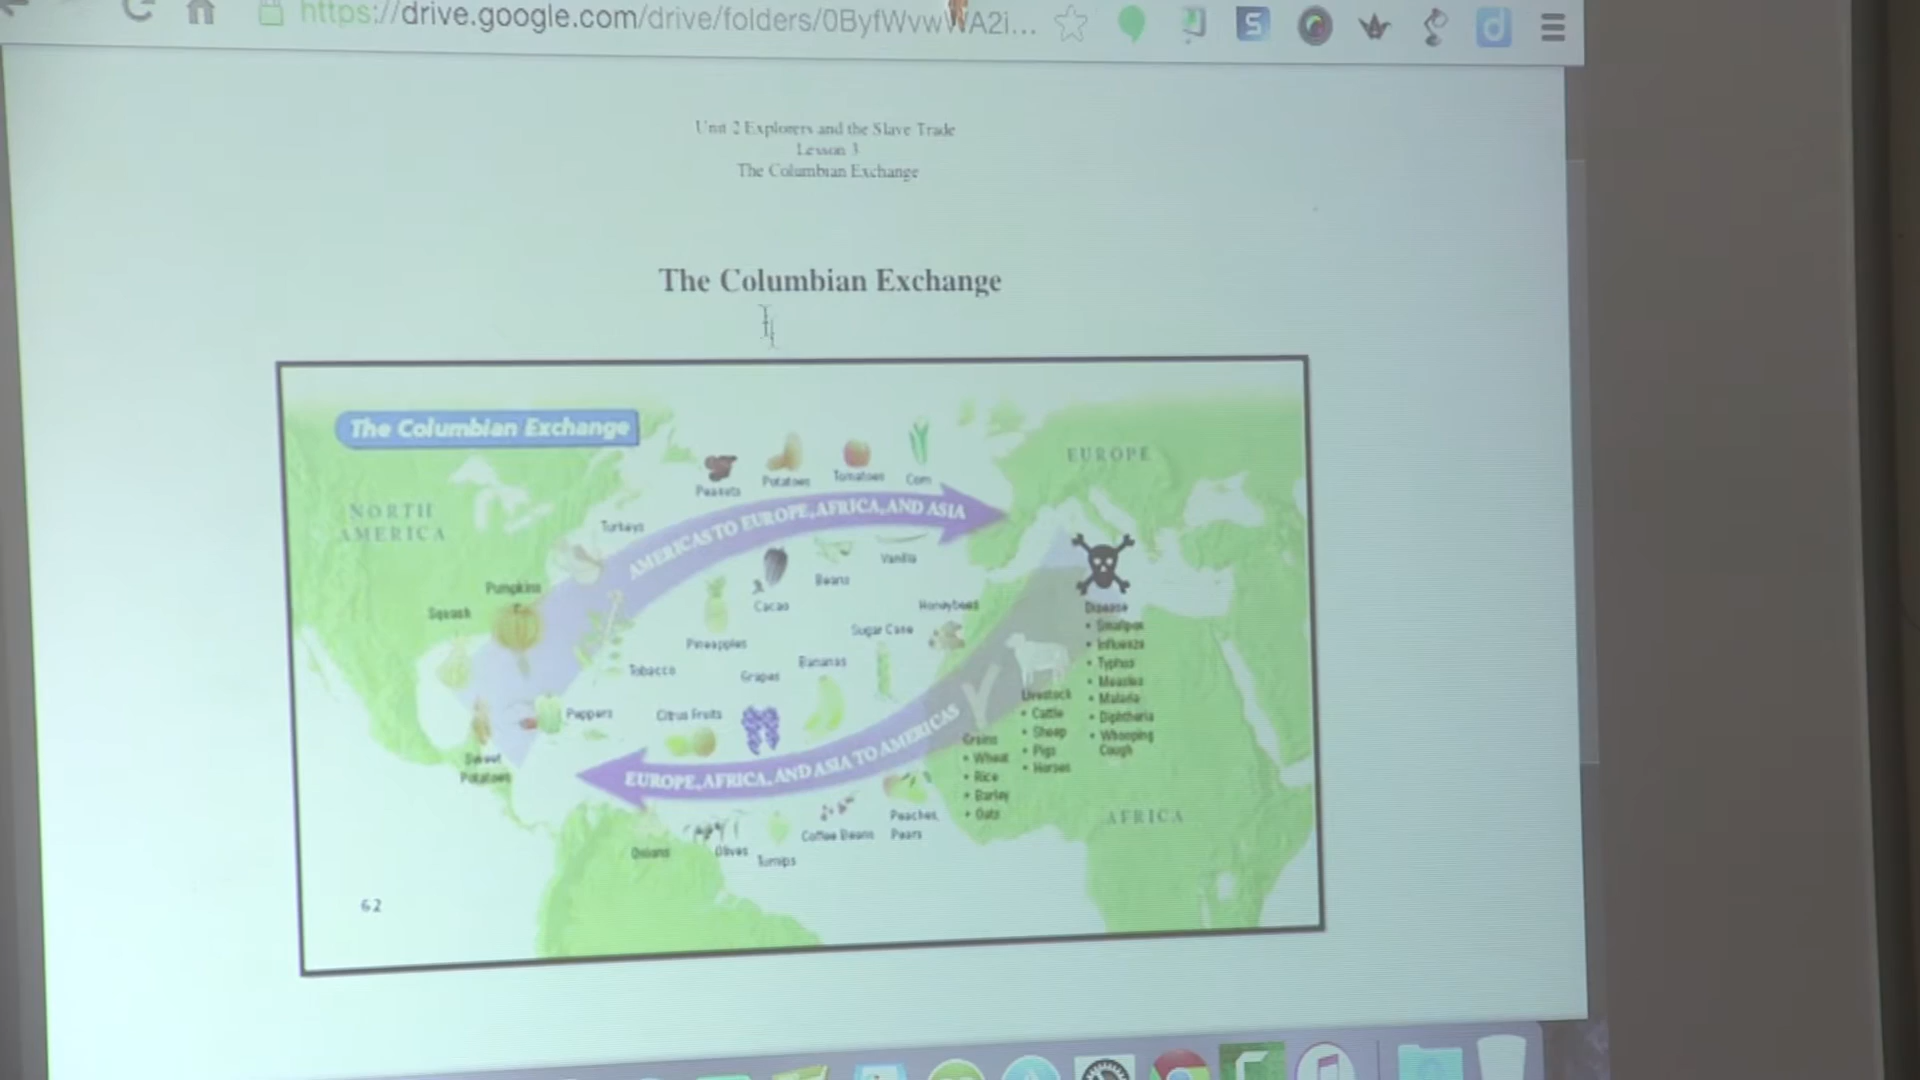 https://drive.google.com/drive/folders/0ByfWvwWA2i...
S
d
Unit 2 Explorers and the Slave Trade
Lesson 3
The Columbian Exchange
The Columbian Exchange
The Columbian Exchange
NORTH
AMERICA
EUROPE
AFRICA
Peanuts
Potatoes
Tomatoes
Corn
Turkeys
AMERICAS TO EUROPE, AFRICA, AND ASIA
Pumpkins
Squash
Cacao
Beans
Vanilla
Pineapples
Tobacco
Peppers
Sweet
Potatoes
Honeybees
Sugar Cane
Bananas
Grapes
Citrus Fruits
EUROPE, AFRICA, AND ASIA TO AMERICAS
Onions
Olives
Turnips
Coffee Beans
Peaches,
Pears
Grains
• Wheat
• Rice
• Barley
• Oats
Livestock
• Cattle
• Sheep
• Pigs
• Horses
Disease
• Smallpox
• Influenza
• Typhus
• Measles
• Malaria
• Diphtheria
• Whooping
Cough
62